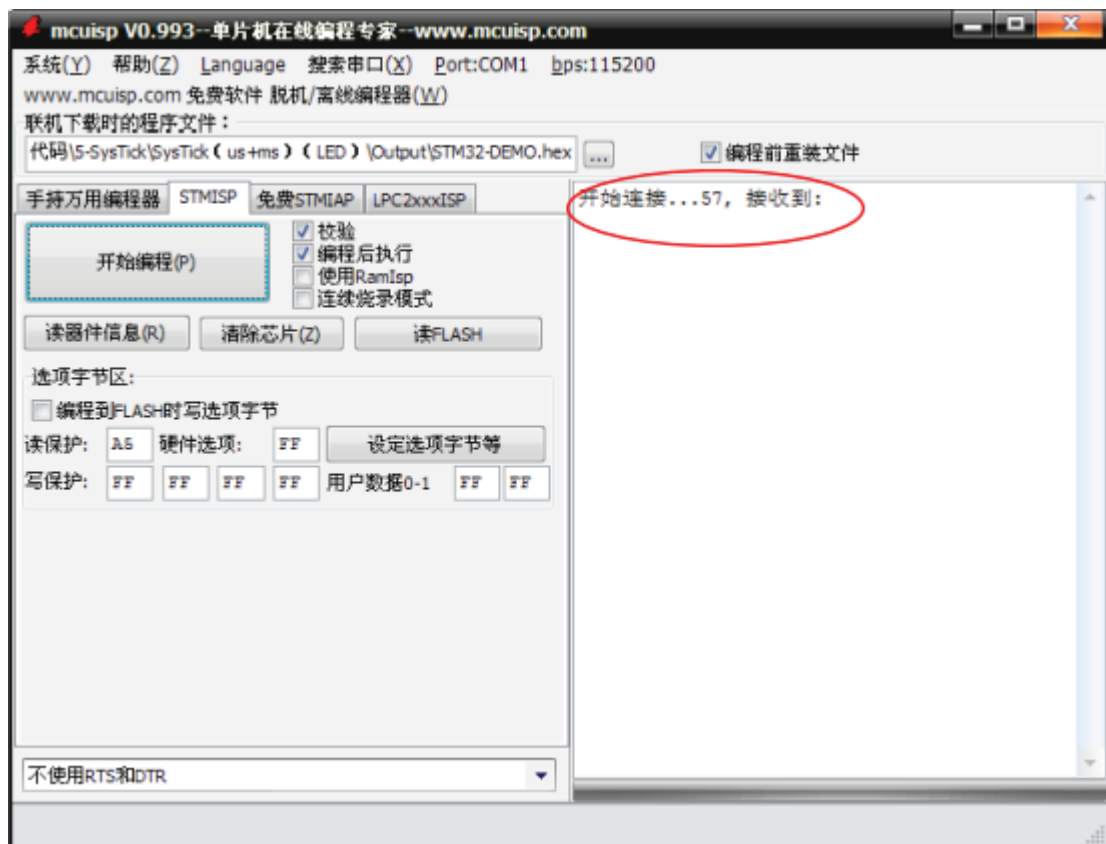 mcuisp V0.993--单片机在线编程专家--www.mcuisp.com
系统(Y) 帮助(Z) Language 搜索串口(X) Port:COM1 bps:115200
www.mcuisp.com 免费软件 脱机/离线编程器(W)
联机下载时的程序文件：
代码\5-SysTick\SysTick（us+ms）（LED）\Output\STM32-DEMO.hex ... 编程前重装文件
手持万用编程器 STMISP 免费STMIAP LPC2xxxISP
开始连接...57, 接收到:
开始编程(P)
校验
编程后执行
使用RamIsp
连续烧录模式
读器件信息(R) 清除芯片(Z) 读FLASH
选项字节区:
编程到FLASH时写选项字节
读保护: A5 硬件选项: FF 设定选项字节等
写保护: FF FF FF FF 用户数据0-1 FF FF
不使用RTS和DTR